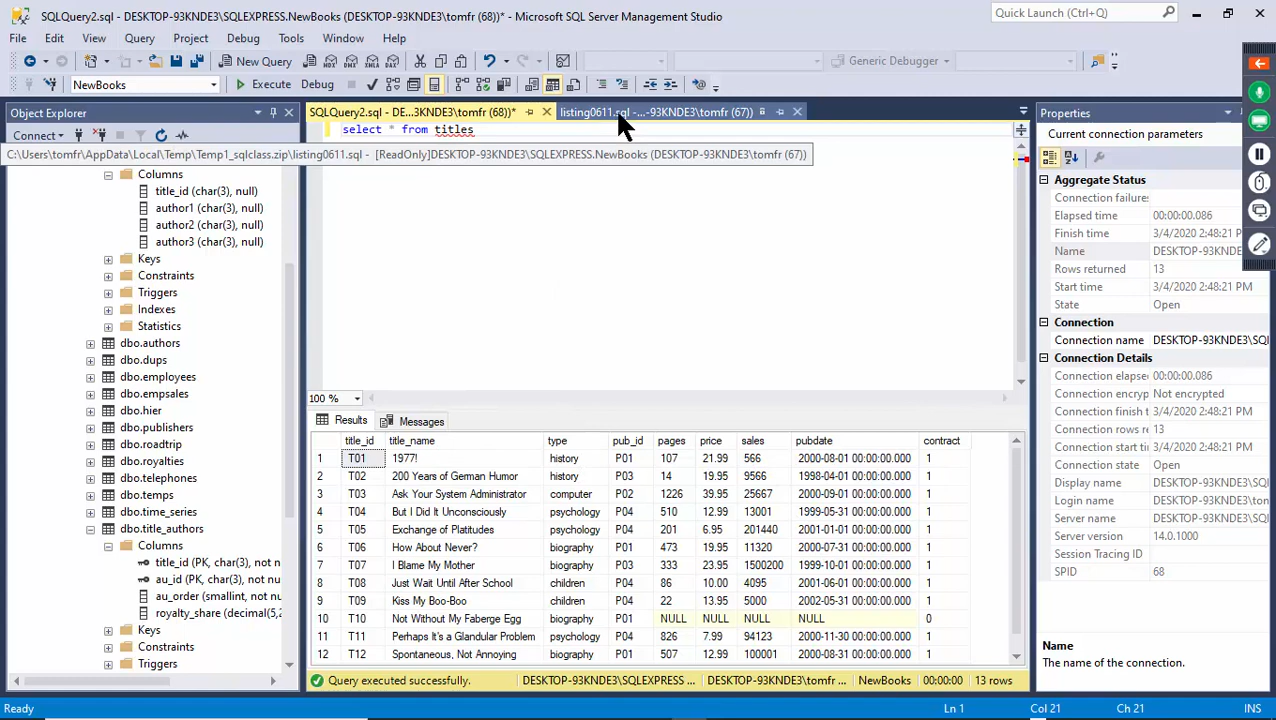 SQLQuery2.sql - DESKTOP-93KNDE3\SQLEXPRESS.NewBooks (DESKTOP-93KNDE3\tomfr (68))* - Microsoft SQL Server Management Studio
Quick Launch (Ctrl+Q)
File Edit View Query Project Debug Tools Window Help
New Query
Generic Debugger
NewBooks
Execute Debug
Object Explorer
SQLQuery2.sql - DE...3KNDE3\tomfr (68))*
listing0611.sql - ...-93KNDE3\tomfr (67))
Properties
Connect
select * from titles
Current connection parameters
C:\Users\tomfr\AppData\Local\Temp\Temp1_sqlclass.zip\listing0611.sql - [ReadOnly]DESKTOP-93KNDE3\SQLEXPRESS.NewBooks (DESKTOP-93KNDE3\tomfr (67))
Columns
title_id (char(3), null)
author1 (char(3), null)
author2 (char(3), null)
author3 (char(3), null)
Keys
Constraints
Triggers
Indexes
Statistics
dbo.authors
dbo.dups
dbo.employees
dbo.empsales
dbo.hier
dbo.publishers
dbo.roadtrip
dbo.royalties
dbo.telephones
dbo.temps
dbo.time_series
dbo.title_authors
Columns
title_id (PK, char(3), not n
au_id (PK, char(3), not nu
au_order (smallint, not nu
royalty_share (decimal(5,2
Keys
Constraints
Triggers
100 %
Results Messages
title_id title_name type pub_id pages price sales pubdate contract
1 T01 1977! history P01 107 21.99 566 2000-08-01 00:00:00.000 1
2 T02 200 Years of German Humor history P03 14 19.95 9566 1998-04-01 00:00:00.000 1
3 T03 Ask Your System Administrator computer P02 1226 39.95 25667 2000-09-01 00:00:00.000 1
4 T04 But I Did It Unconsciously psychology P04 510 12.99 13001 1999-05-31 00:00:00.000 1
5 T05 Exchange of Platitudes psychology P04 201 6.95 201440 2001-01-01 00:00:00.000 1
6 T06 How About Never? biography P01 473 19.95 11320 2000-07-31 00:00:00.000 1
7 T07 I Blame My Mother biography P03 333 23.95 1500200 1999-10-01 00:00:00.000 1
8 T08 Just Wait Until After School children P04 86 10.00 4095 2001-06-01 00:00:00.000 1
9 T09 Kiss My Boo-Boo children P04 22 13.95 5000 2002-05-31 00:00:00.000 1
10 T10 Not Without My Faberge Egg biography P01 NULL NULL NULL NULL 0
11 T11 Perhaps It's a Glandular Problem psychology P04 826 7.99 94123 2000-11-30 00:00:00.000 1
12 T12 Spontaneous, Not Annoying biography P01 507 12.99 100001 2000-08-31 00:00:00.000 1
Query executed successfully. DESKTOP-93KNDE3\SQLEXPRESS ... DESKTOP-93KNDE3\tomfr ... NewBooks 00:00:00 13 rows
Aggregate Status
Connection failures
Elapsed time 00:00:00.086
Finish time 3/4/2020 2:48:21 PM
Name DESKTOP-93KNDE
Rows returned 13
Start time 3/4/2020 2:48:21 PM
State Open
Connection
Connection name DESKTOP-93KNDE3\SQL
Connection Details
Connection elapse 00:00:00.086
Connection encryp Not encrypted
Connection finish t 3/4/2020 2:48:21 PM
Connection rows r 13
Connection start ti 3/4/2020 2:48:21 PM
Connection state Open
Display name DESKTOP-93KNDE3\SQ
Login name DESKTOP-93KNDE3\ton
Server name DESKTOP-93KNDE3\SQ
Server version 14.0.1000
Session Tracing ID
SPID 68
Name
The name of the connection.
Ready Ln 1 Col 21 Ch 21 INS